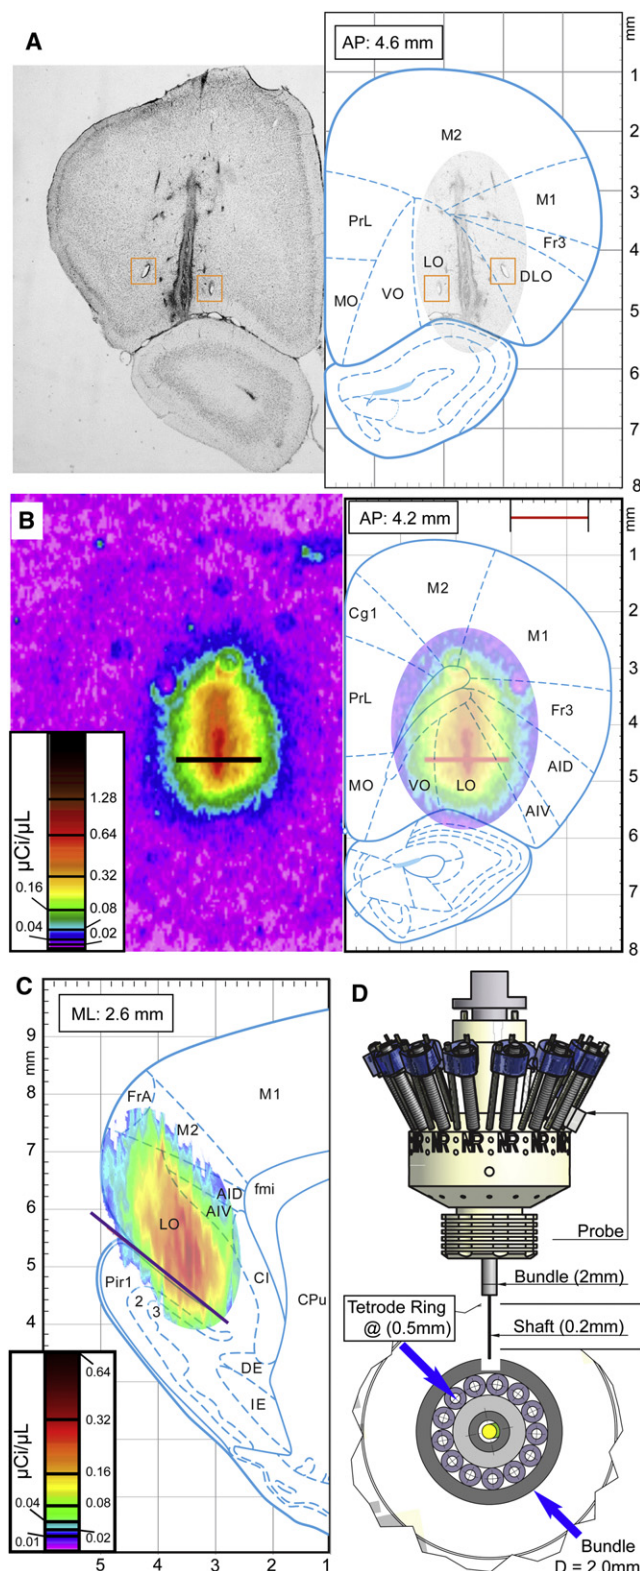 A
AP: 4.6 mm
mm
1
M2
2
3
M1
PrL
Fr3
4
LO
DLO
MO
VO
5
6
7
8
B
AP: 4.2 mm
mm
1
M2
Cg1
2
M1
3
PrL
Fr3
4
AID
MO
VO
LO
5
AIV
6
7
8
µCi/µL
1.28
0.64
0.32
0.16
0.08
0.04
0.02
C
ML: 2.6 mm
9
mm
8
M1
FrA
M2
7
AID
fmi
AIV
6
LO
5
Pir1
Cl
2
3
CPu
4
DE
IE
µCi/µL
0.64
0.32
0.16
0.04
0.08
0.01
0.02
5
4
3
2
1
D
NR
NR
NR
Probe
Bundle (2mm)
Tetrode Ring
@ (0.5mm)
Shaft (0.2mm)
Bundle
D = 2.0mm